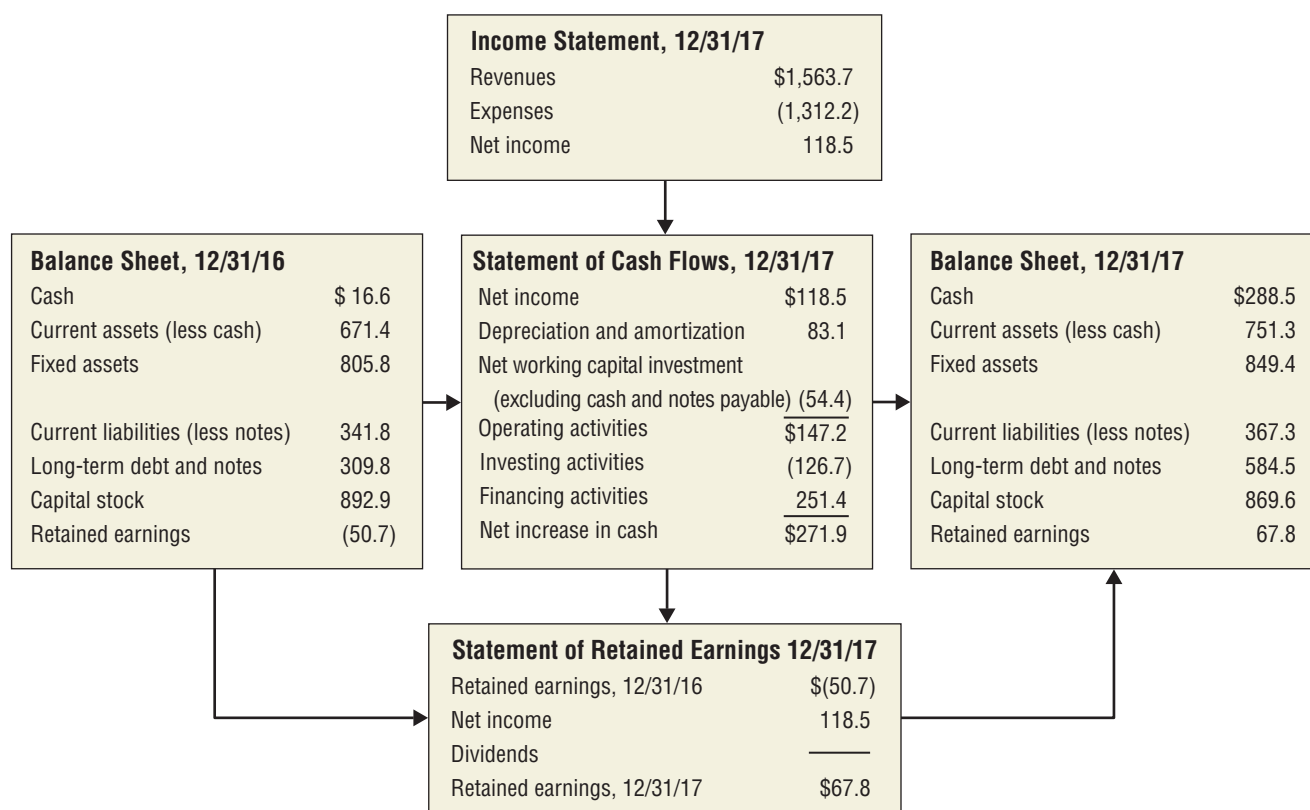 Income Statement, 12/31/17
Revenues $1,563.7
Expenses (1,312.2)
Net income 118.5
Balance Sheet, 12/31/16
Cash $ 16.6
Current assets (less cash) 671.4
Fixed assets 805.8
Current liabilities (less notes) 341.8
Long-term debt and notes 309.8
Capital stock 892.9
Retained earnings (50.7)
Statement of Cash Flows, 12/31/17
Net income $118.5
Depreciation and amortization 83.1
Net working capital investment
(excluding cash and notes payable) (54.4)
Operating activities $147.2
Investing activities (126.7)
Financing activities 251.4
Net increase in cash $271.9
Balance Sheet, 12/31/17
Cash $288.5
Current assets (less cash) 751.3
Fixed assets 849.4
Current liabilities (less notes) 367.3
Long-term debt and notes 584.5
Capital stock 869.6
Retained earnings 67.8
Statement of Retained Earnings 12/31/17
Retained earnings, 12/31/16 $(50.7)
Net income 118.5
Dividends
Retained earnings, 12/31/17 $67.8